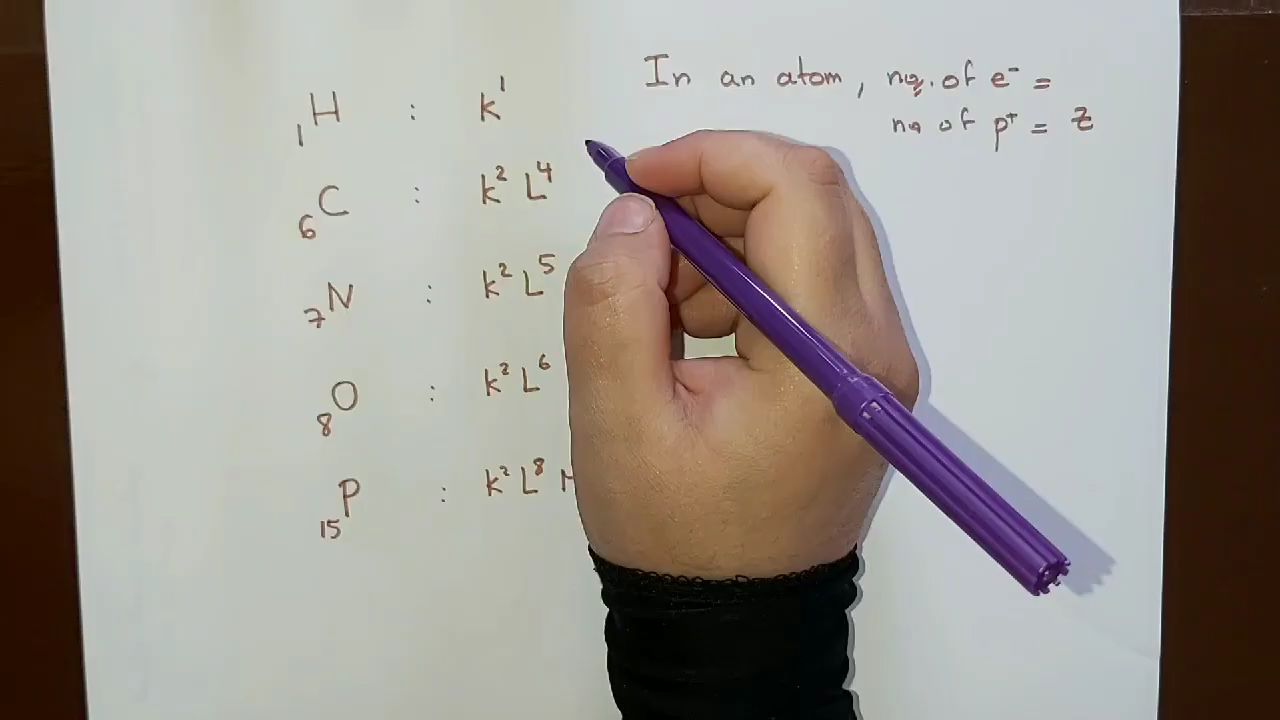 In an atom, no. of e⁻ =
no of p⁺ = Z
₁H : K¹
₆C : K² L⁴
₇N : K² L⁵
₈O : K² L⁶
₁₅P : K² L⁸